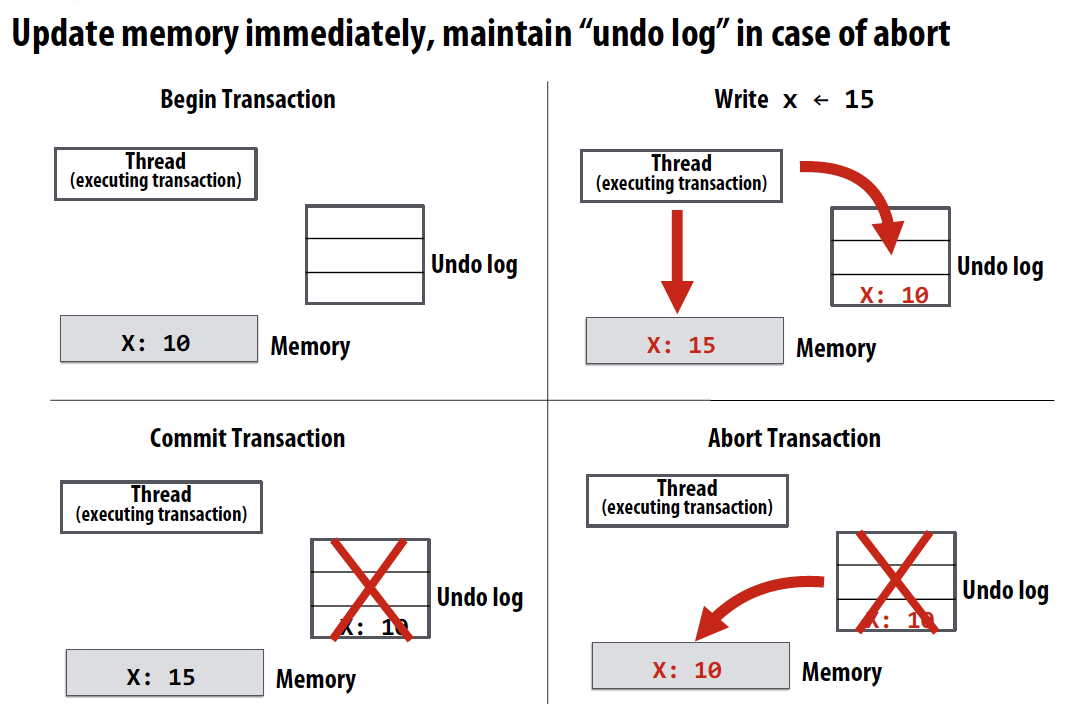 Update memory immediately, maintain “undo log” in case of abort
Begin Transaction
Thread
(executing transaction)
Undo log
X: 10
Memory
Write x ← 15
Thread
(executing transaction)
Undo log
X: 10
X: 15
Memory
Commit Transaction
Thread
(executing transaction)
Undo log
X: 10
X: 15
Memory
Abort Transaction
Thread
(executing transaction)
Undo log
X: 10
X: 10
Memory